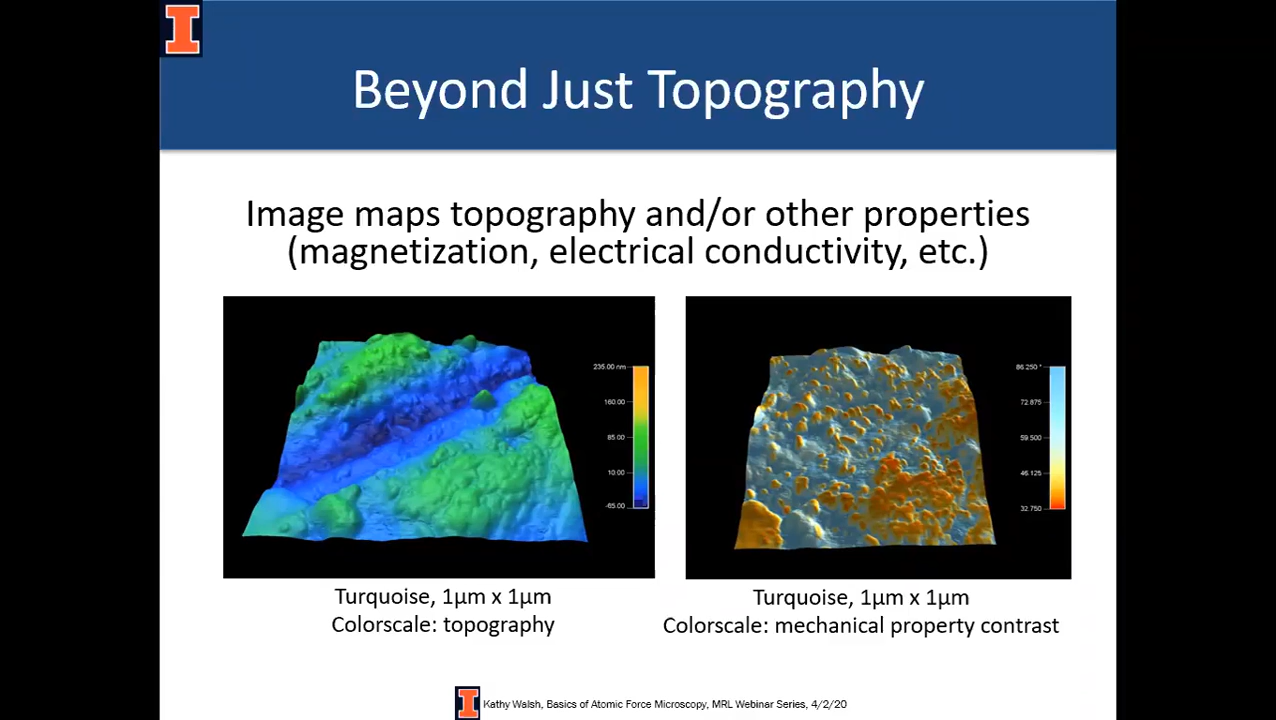 Beyond Just Topography
Image maps topography and/or other properties
(magnetization, electrical conductivity, etc.)
235.00 nm
160.00
85.00
10.00
-65.00
86.250 °
72.875
59.500
46.125
32.750
Turquoise, 1µm x 1µm
Colorscale: topography
Turquoise, 1µm x 1µm
Colorscale: mechanical property contrast
Kathy Walsh, Basics of Atomic Force Microscopy, MRL Webinar Series, 4/2/20